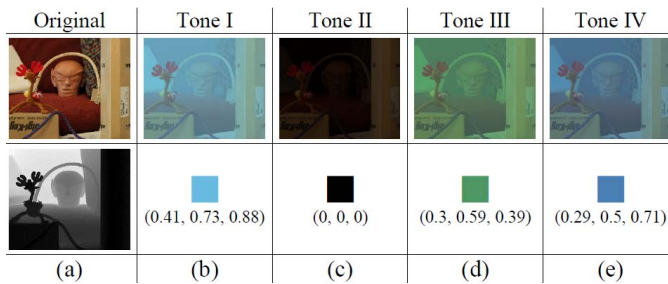 Original Tone I Tone II Tone III Tone IV
(0.41, 0.73, 0.88) (0, 0, 0) (0.3, 0.59, 0.39) (0.29, 0.5, 0.71)
(a) (b) (c) (d) (e)